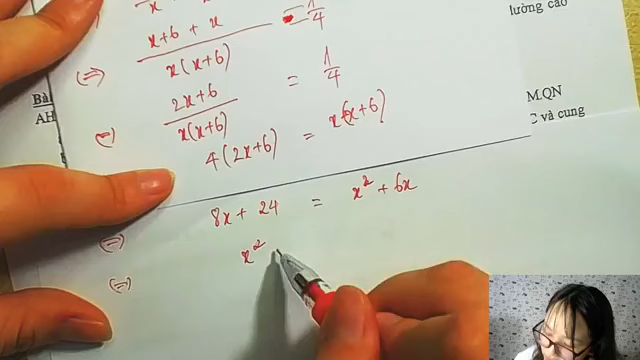 lường cao
x+6 + x / x(x+6) = 1/4
(=) 2x+6 / x(x+6) = 1/4
Bà
M.QN
AH
C và cung
(=) 4(2x+6) = x(x+6)
(=) 8x + 24 = x² + 6x
(=) x²